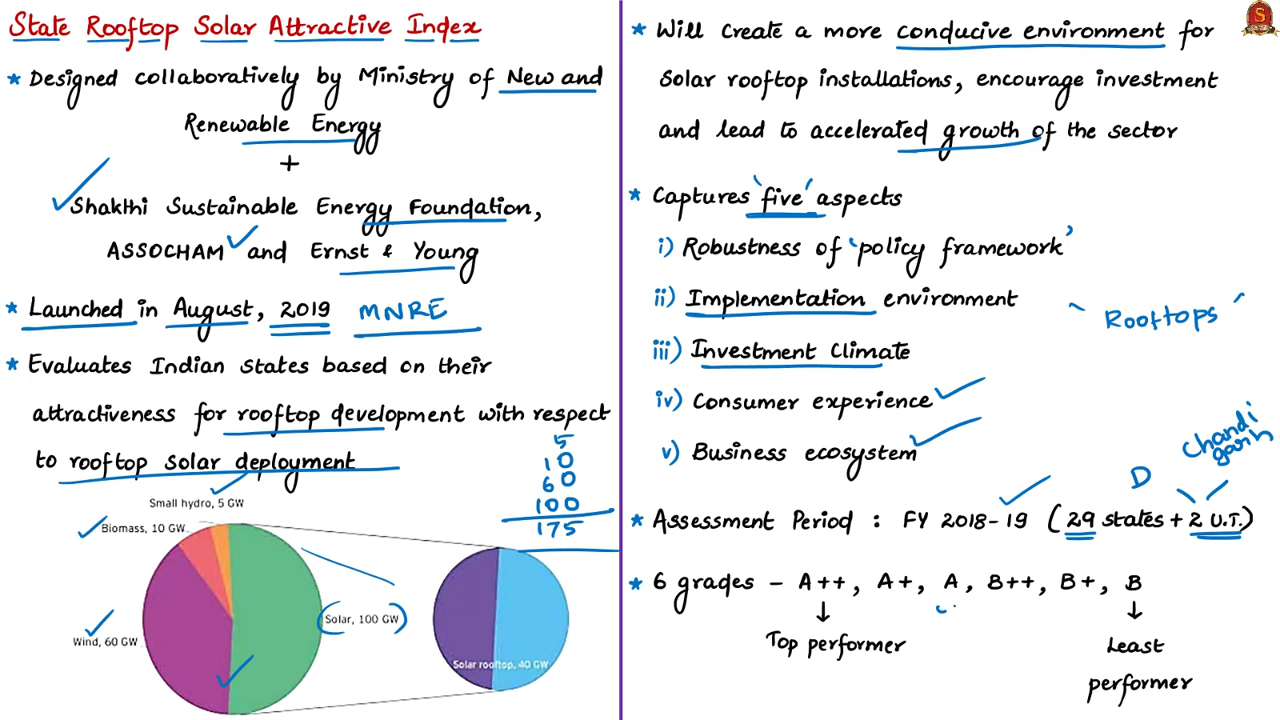 State Rooftop Solar Attractive Index
* Designed collaboratively by Ministry of New and
Renewable Energy
+
Shakthi Sustainable Energy Foundation,
ASSOCHAM and Ernst & Young
* Launched in August, 2019 MNRE
* Evaluates Indian states based on their
attractiveness for rooftop development with respect
to rooftop solar deployment
5
10
60
100
175
Small hydro, 5 GW
Biomass, 10 GW
Wind, 60 GW
Solar, 100 GW
Solar rooftop, 40 GW
* Will create a more conducive environment for
solar rooftop installations, encourage investment
and lead to accelerated growth of the sector
* Captures 'five' aspects
i) Robustness of 'policy framework'
ii) Implementation environment
"Rooftops"
iii) Investment Climate
iv) Consumer experience
v) Business ecosystem
D
Chandi
garh
* Assessment Period : FY 2018-19 (29 states + 2 U.T.)
* 6 grades - A++, A+, A, B++, B+, B
Top performer
Least
performer
S